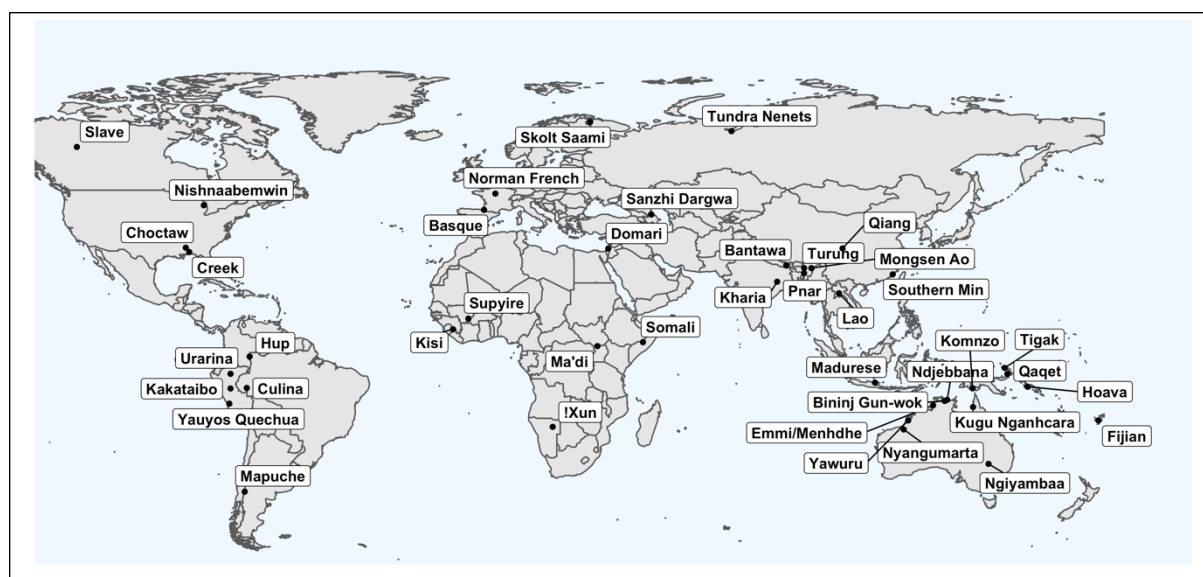 Slave
Tundra Nenets
Skolt Saami
Nishnaabemwin
Norman French
Sanzhi Dargwa
Basque
Choctaw
Creek
Domari
Qiang
Bantawa
Turung
Mongsen Ao
Kharia
Pnar
Southern Min
Lao
Supyire
Kisi
Somali
Ma'di
Hup
Urarina
Kakataibo
Culina
Yauyos Quechua
Komnzo
Tigak
Madurese
Ndjebbana
Qaqet
Hoava
Bininj Gun-wok
Kugu Nganhcara
Emmi/Menhdhe
Fijian
!Xun
Nyangumarta
Yawuru
Ngiyambaa
Mapuche